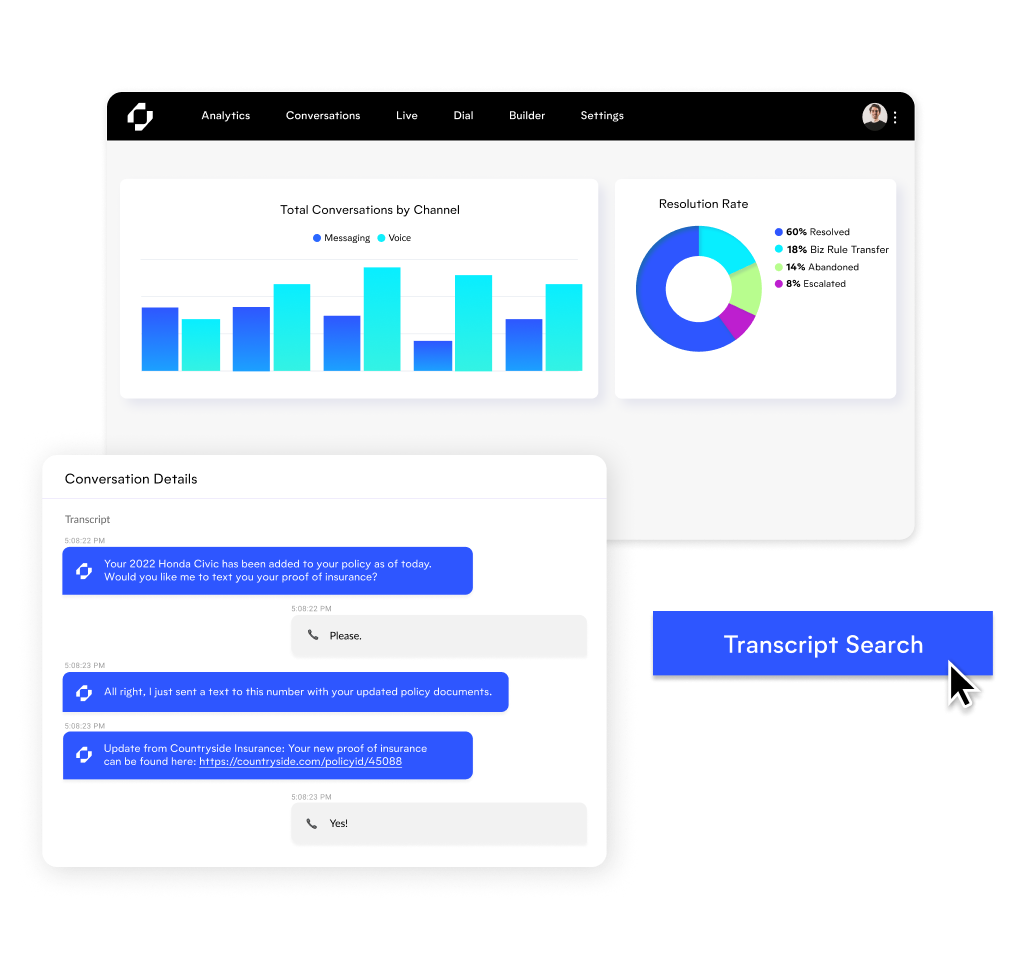 Analytics Conversations Live Dial Builder Settings
Total Conversations by Channel
Messaging Voice
Resolution Rate
60% Resolved
18% Biz Rule Transfer
14% Abandoned
8% Escalated
Conversation Details
Transcript
5:08:22 PM
Your 2022 Honda Civic has been added to your policy as of today.
Would you like me to text you your proof of insurance?
5:08:22 PM
Please.
5:08:23 PM
All right, I just sent a text to this number with your updated policy documents.
5:08:23 PM
Update from Countryside Insurance: Your new proof of insurance
can be found here: https://countryside.com/policyid/45088
5:08:23 PM
Yes!
Transcript Search